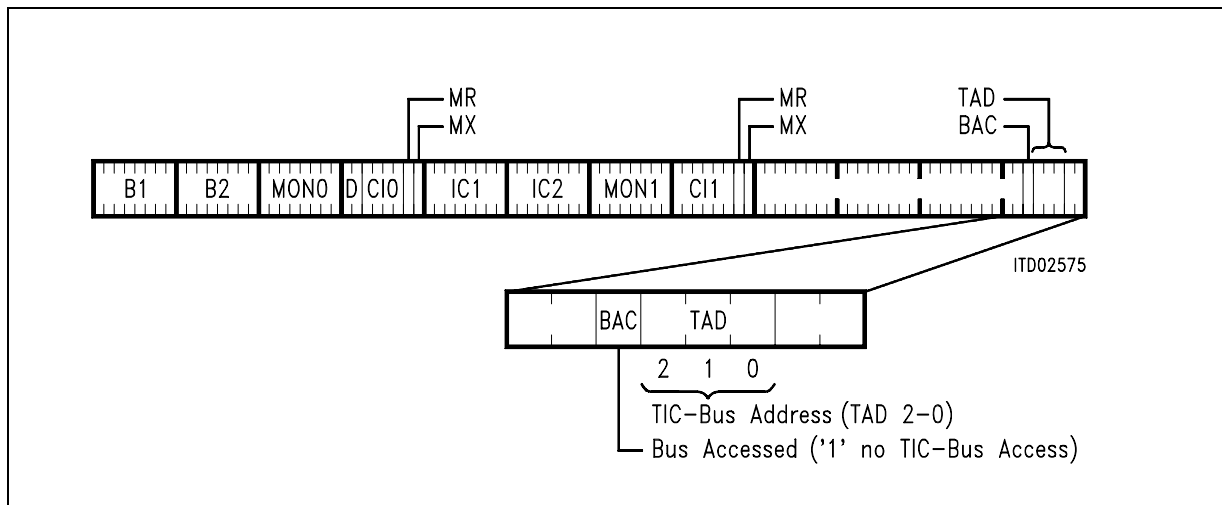 MR MR TAD
MX MX BAC
B1 B2 MON0 D CI0 IC1 IC2 MON1 CI1
ITD02575
BAC TAD
2 1 0
TIC-Bus Address (TAD 2-0)
Bus Accessed ('1' no TIC-Bus Access)